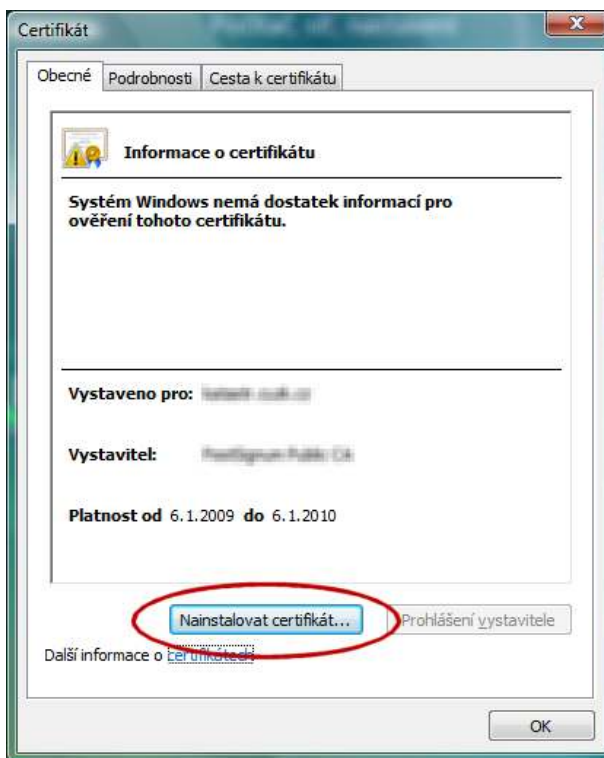 Certifikát
Obecné
Podrobnosti
Cesta k certifikátu
Informace o certifikátu
Systém Windows nemá dostatek informací pro
ověření tohoto certifikátu.
Vystaveno pro:
Vystavitel:
Platnost od 6.1.2009 do 6.1.2010
Nainstalovat certifikát...
Prohlášení vystavitele
Další informace o certifikátech
OK